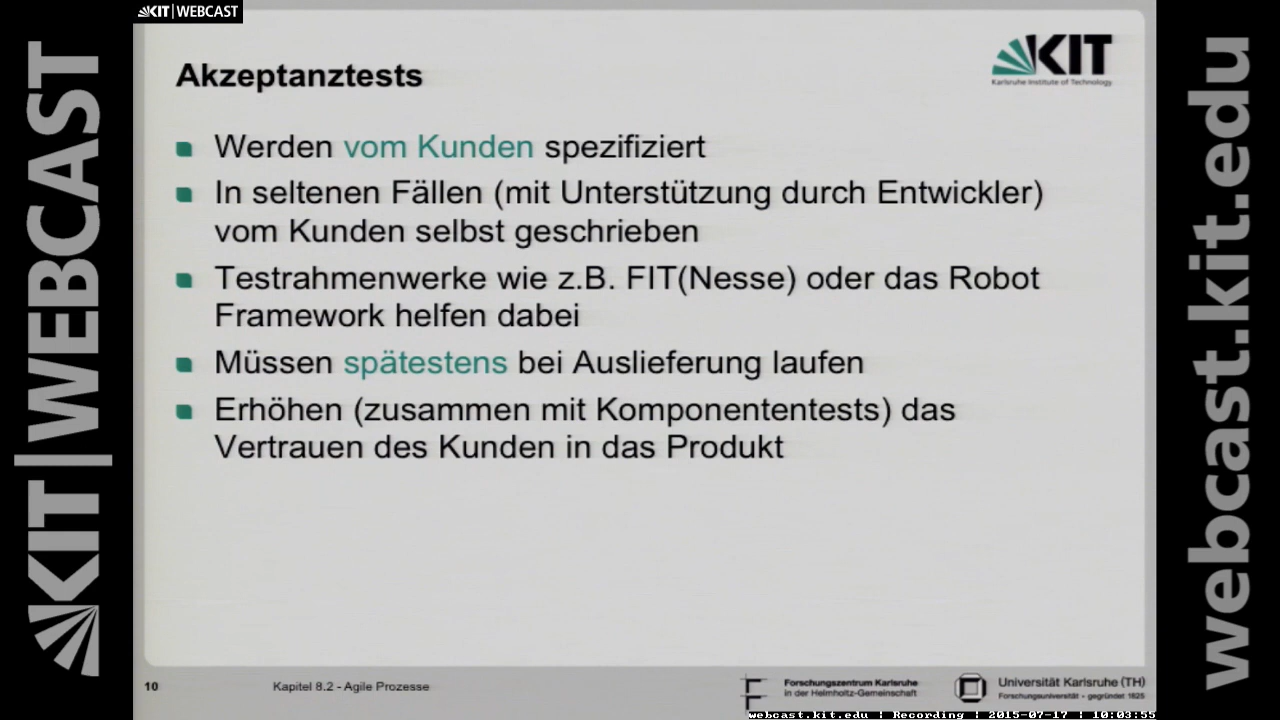 KIT|WEBCAST
KIT|WEBCAST
webcast.kit.edu
KIT
Karlsruhe Institute of Technology
Akzeptanztests
Werden vom Kunden spezifiziert
In seltenen Fällen (mit Unterstützung durch Entwickler)
vom Kunden selbst geschrieben
Testrahmenwerke wie z.B. FIT(Nesse) oder das Robot
Framework helfen dabei
Müssen spätestens bei Auslieferung laufen
Erhöhen (zusammen mit Komponententests) das
Vertrauen des Kunden in das Produkt
10
Kapitel 8.2 - Agile Prozesse
Forschungszentrum Karlsruhe
in der Helmholtz-Gemeinschaft
Universität Karlsruhe (TH)
Forschungsuniversität - gegründet 1825
webcast.kit.edu | Recording | 2015-07-17 | 10:03:55